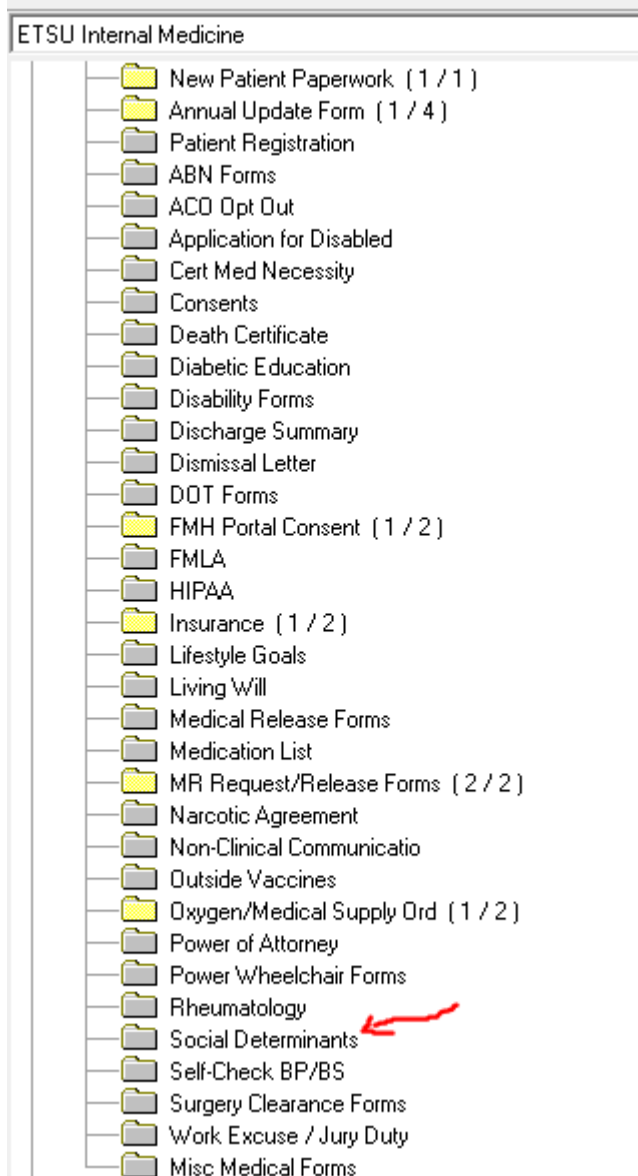 ETSU Internal Medicine
New Patient Paperwork ( 1 / 1 )
Annual Update Form ( 1 / 4 )
Patient Registration
ABN Forms
ACO Opt Out
Application for Disabled
Cert Med Necessity
Consents
Death Certificate
Diabetic Education
Disability Forms
Discharge Summary
Dismissal Letter
DOT Forms
FMH Portal Consent ( 1 / 2 )
FMLA
HIPAA
Insurance ( 1 / 2 )
Lifestyle Goals
Living Will
Medical Release Forms
Medication List
MR Request/Release Forms ( 2 / 2 )
Narcotic Agreement
Non-Clinical Communicatio
Outside Vaccines
Oxygen/Medical Supply Ord ( 1 / 2 )
Power of Attorney
Power Wheelchair Forms
Rheumatology
Social Determinants
Self-Check BP/BS
Surgery Clearance Forms
Work Excuse / Jury Duty
Misc Medical Forms